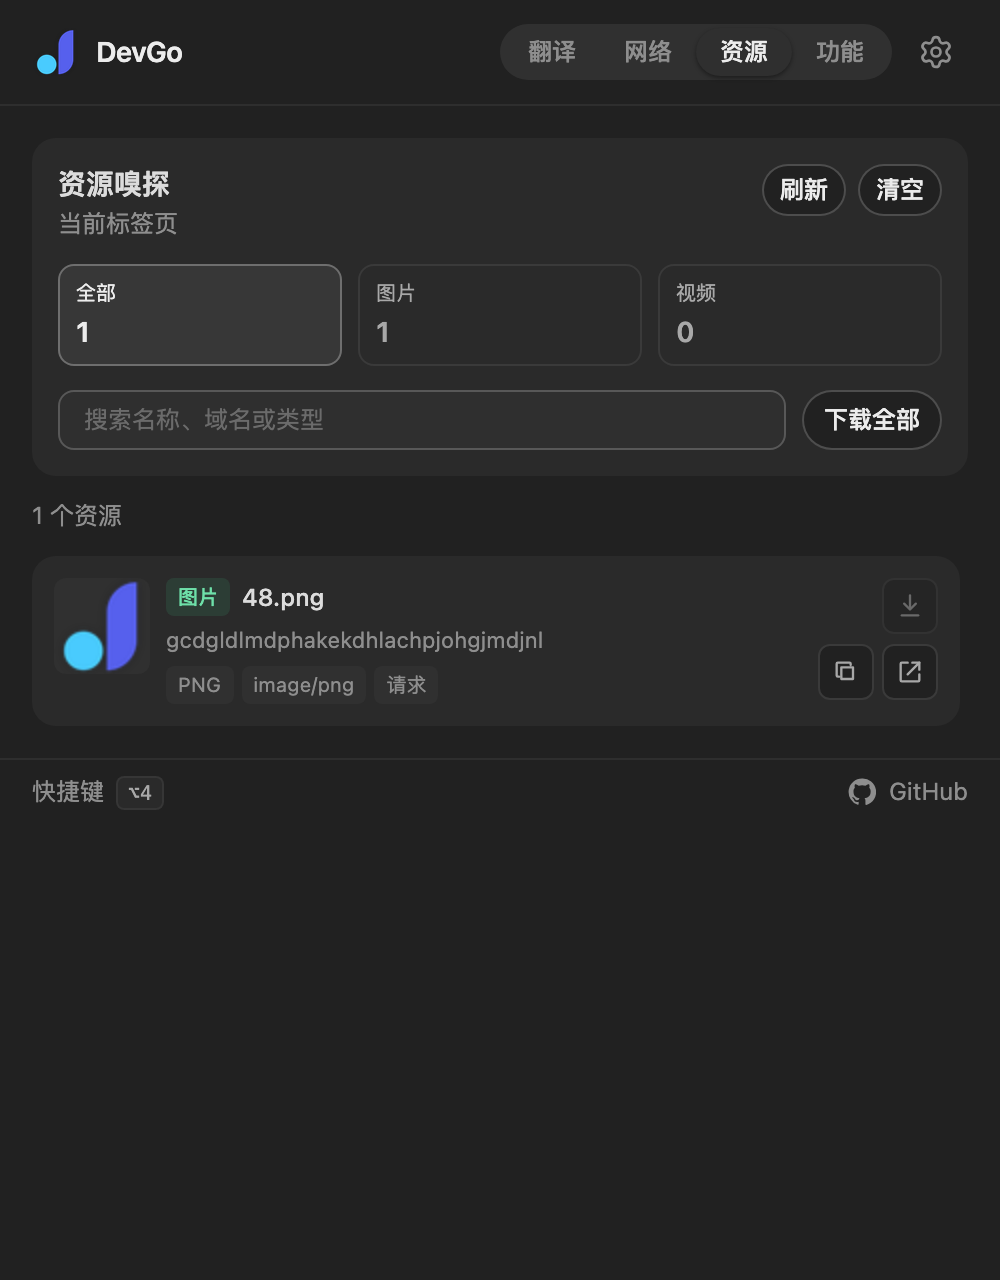 DevGo
翻译 网络 资源 功能
资源嗅探
当前标签页
刷新 清空
全部 图片 视频
1 1 0
搜索名称、域名或类型 下载全部
1 个资源
图片 48.png
gcdgldlmdphakekdhlachpjohgjmdjnl
PNG image/png 请求
快捷键 ⌥4 GitHub